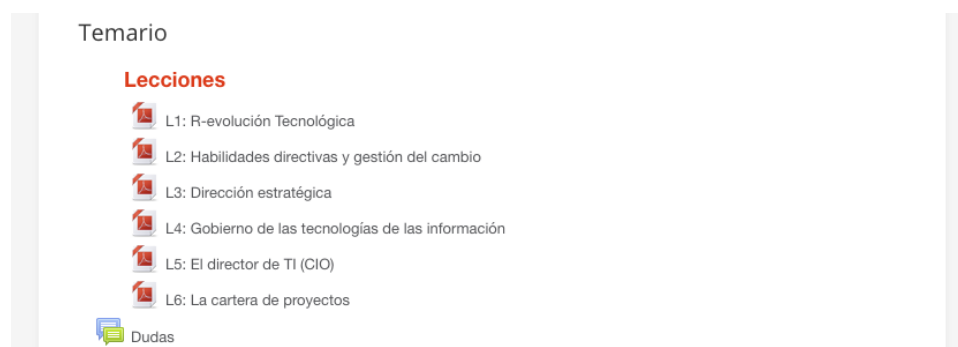 Temario
Lecciones
L1: R-evolución Tecnológica
L2: Habilidades directivas y gestión del cambio
L3: Dirección estratégica
L4: Gobierno de las tecnologías de las información
L5: El director de TI (CIO)
L6: La cartera de proyectos
Dudas